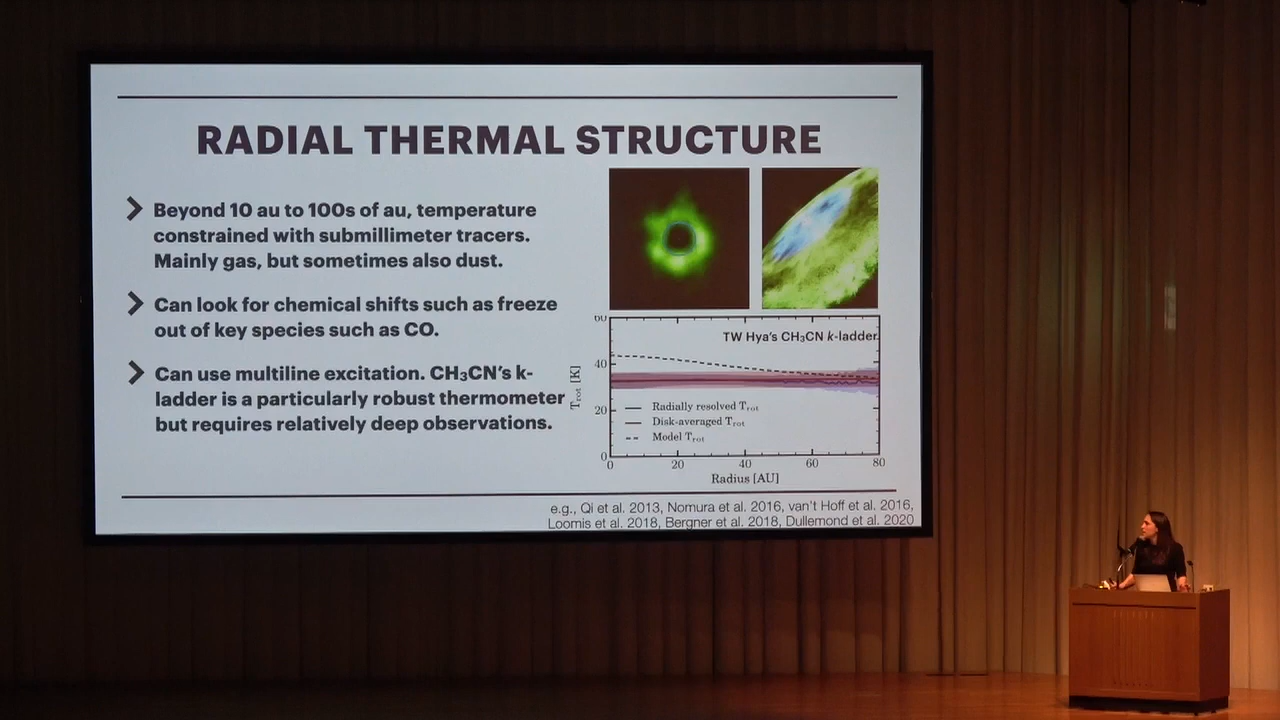 RADIAL THERMAL STRUCTURE
Beyond 10 au to 100s of au, temperature
constrained with submillimeter tracers.
Mainly gas, but sometimes also dust.
Can look for chemical shifts such as freeze
out of key species such as CO.
Can use multiline excitation. CH₃CN's k-
ladder is a particularly robust thermometer
but requires relatively deep observations.
60
TW Hya's CH₃CN k-ladder
40
T_rot [K]
20
Radially resolved T_rot
Disk-averaged T_rot
Model T_rot
0
0 20 40 60 80
Radius [AU]
e.g., Qi et al. 2013, Nomura et al. 2016, van't Hoff et al. 2016,
Loomis et al. 2018, Bergner et al. 2018, Dullemond et al. 2020